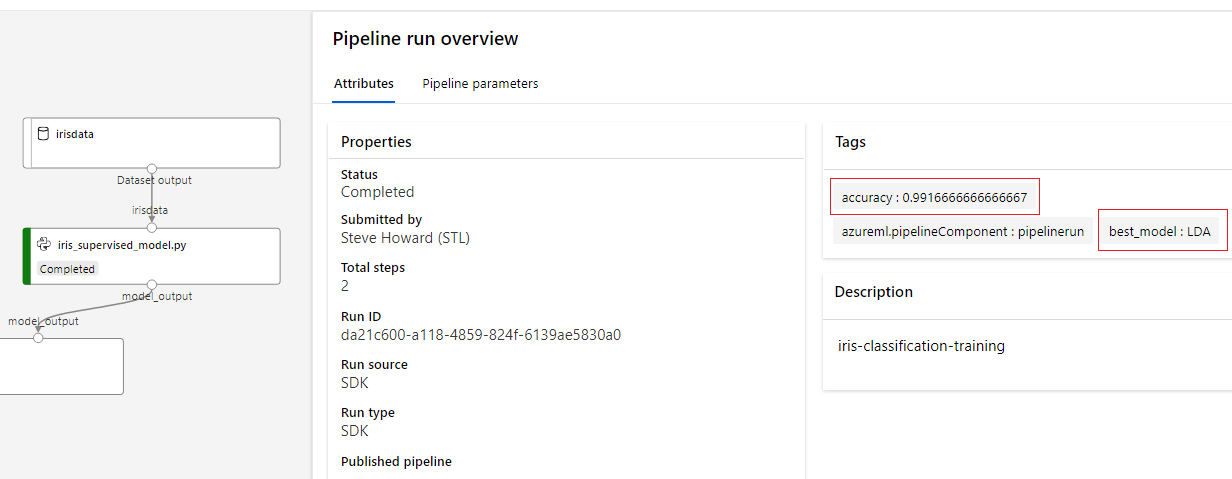 Pipeline run overview
Attributes
Pipeline parameters
irisdata
Dataset output
irisdata
iris_supervised_model.py
Completed
model_output
model_output
Properties
Status
Completed
Submitted by
Steve Howard (STL)
Total steps
2
Run ID
da21c600-a118-4859-824f-6139ae5830a0
Run source
SDK
Run type
SDK
Published pipeline
Tags
accuracy : 0.9916666666666667
azureml.pipelineComponent : pipelinerun
best_model : LDA
Description
iris-classification-training